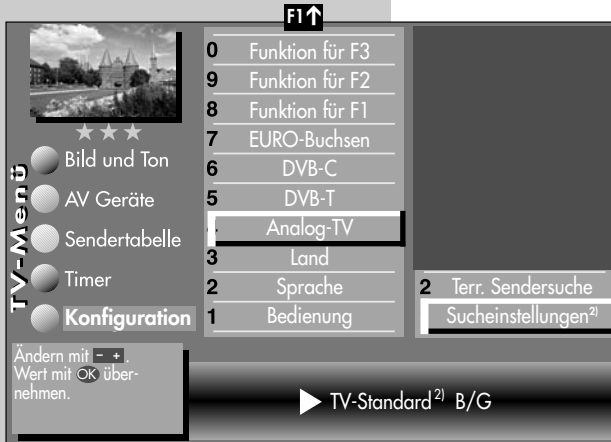 F1↑
TV-Menü
Bild und Ton
AV Geräte
Sendertabelle
Timer
Konfiguration
0 Funktion für F3
9 Funktion für F2
8 Funktion für F1
7 EURO-Buchsen
6 DVB-C
5 DVB-T
Analog-TV
3 Land
2 Sprache
1 Bedienung
2 Terr. Sendersuche
Sucheinstellungen²⁾
Ändern mit - + .
Wert mit OK über-
nehmen.
TV-Standard²⁾ B/G